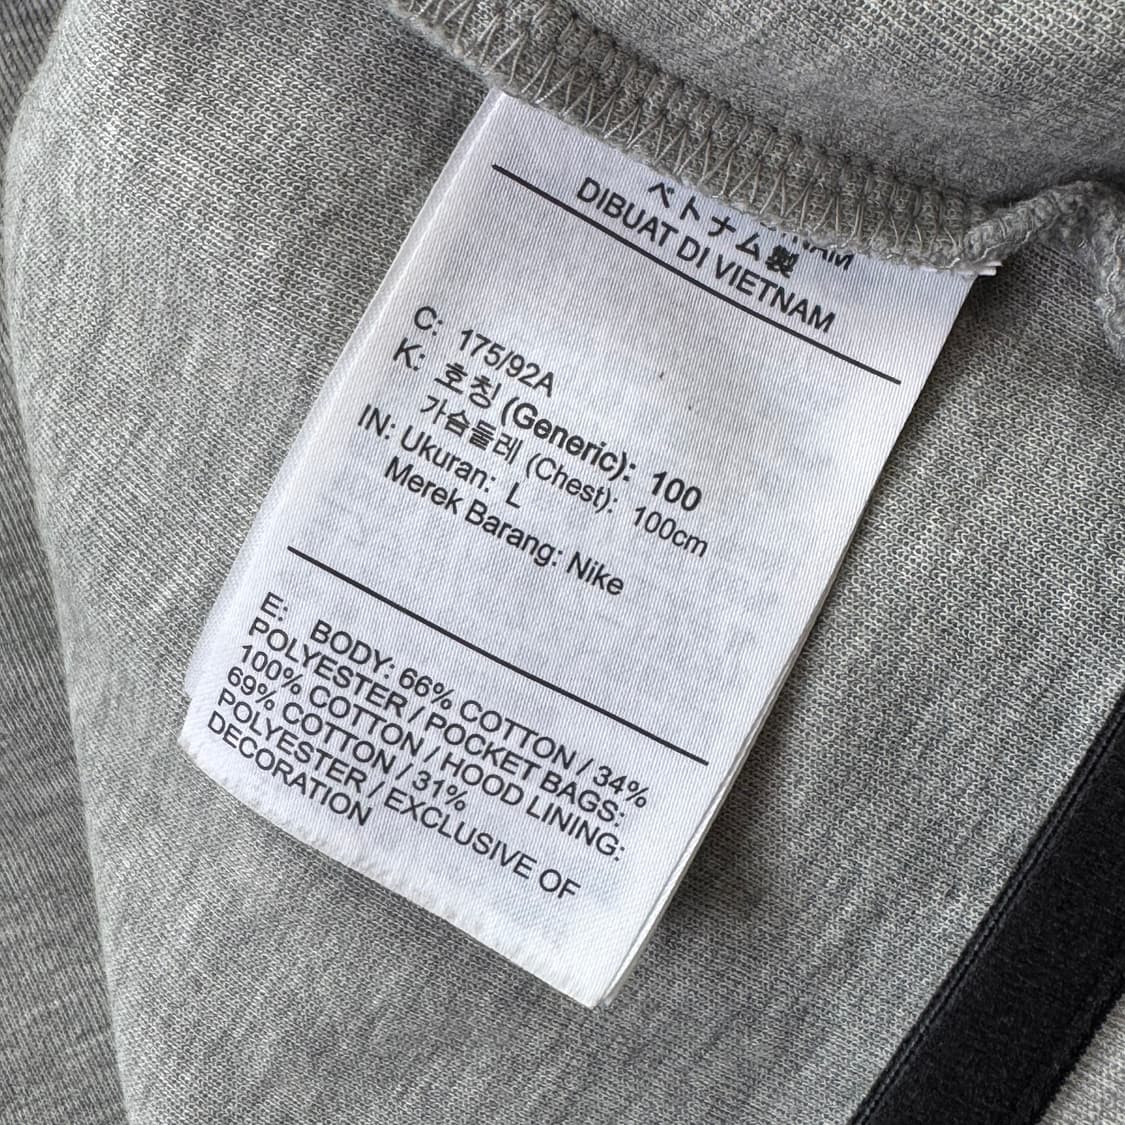 ベトナム製
DIBUAT DI VIETNAM
C: 175/92A
K: 호칭 (Generic): 100
가슴둘레 (Chest): 100cm
IN: Ukuran: L
Merek Barang: Nike
E: BODY: 66% COTTON / 34%
POLYESTER / POCKET BAGS:
100% COTTON / HOOD LINING:
69% COTTON / 31%
POLYESTER / EXCLUSIVE OF
DECORATION